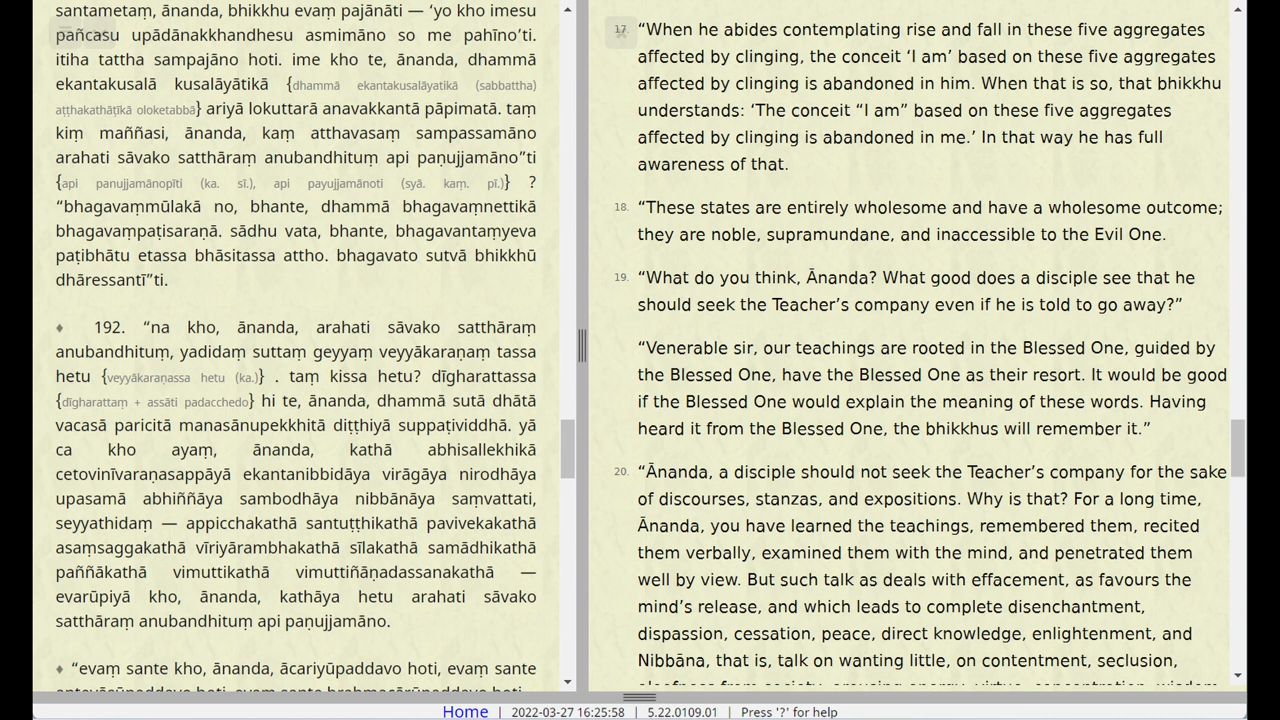 santametaṃ, ānanda, bhikkhu evaṃ pajānāti — ‘yo kho imesu
pañcasu upādānakkhandhesu asmimāno so me pahīno’ti.
itiha tattha sampajāno hoti. ime kho te, ānanda, dhammā
ekantakusalā kusalāyātikā {dhammā ekantakusalāyatikā (sabbattha)
aṭṭhakathāṭīkā oloketabbā} ariyā lokuttarā anavakkantā pāpimatā. taṃ
kiṃ maññasi, ānanda, kaṃ atthavasaṃ sampassamāno
arahati sāvako satthāraṃ anubandhituṃ api paṇujjamāno”ti
{api panujjamānopīti (ka. sī.), api payujjamānoti (syā. kaṃ. pī.)} ?
“bhagavaṃmūlakā no, bhante, dhammā bhagavaṃnettikā
bhagavaṃpaṭisaraṇā. sādhu vata, bhante, bhagavantaṃyeva
paṭibhātu etassa bhāsitassa attho. bhagavato sutvā bhikkhū
dhāressantī”ti.
♦ 192. “na kho, ānanda, arahati sāvako satthāraṃ
anubandhituṃ, yadidaṃ suttaṃ geyyaṃ veyyākaraṇaṃ tassa
hetu {veyyākaraṇassa hetu (ka.)} . taṃ kissa hetu? dīgharattassa
{dīgharattaṃ + assāti padacchedo} hi te, ānanda, dhammā sutā dhātā
vacasā paricitā manasānupekkhitā diṭṭhiyā suppaṭividdhā. yā
ca kho ayaṃ, ānanda, kathā abhisallekhikā
cetovinīvaraṇasappāyā ekantanibbidāya virāgāya nirodhāya
upasamā abhiññāya sambodhāya nibbānāya saṃvattati,
seyyathidaṃ — appicchakathā santuṭṭhikathā pavivekakathā
asaṃsaggakathā vīriyārambhakathā sīlakathā samādhikathā
paññākathā vimuttikathā vimuttiñāṇadassanakathā —
evarūpiyā kho, ānanda, kathāya hetu arahati sāvako
satthāraṃ anubandhituṃ api paṇujjamāno.
♦ “evaṃ sante kho, ānanda, ācariyūpaddavo hoti, evaṃ sante
17. “When he abides contemplating rise and fall in these five aggregates
affected by clinging, the conceit ‘I am’ based on these five aggregates
affected by clinging is abandoned in him. When that is so, that bhikkhu
understands: ‘The conceit “I am” based on these five aggregates
affected by clinging is abandoned in me.’ In that way he has full
awareness of that.
18. “These states are entirely wholesome and have a wholesome outcome;
they are noble, supramundane, and inaccessible to the Evil One.
19. “What do you think, Ānanda? What good does a disciple see that he
should seek the Teacher’s company even if he is told to go away?”
“Venerable sir, our teachings are rooted in the Blessed One, guided by
the Blessed One, have the Blessed One as their resort. It would be good
if the Blessed One would explain the meaning of these words. Having
heard it from the Blessed One, the bhikkhus will remember it.”
20. “Ānanda, a disciple should not seek the Teacher’s company for the sake
of discourses, stanzas, and expositions. Why is that? For a long time,
Ānanda, you have learned the teachings, remembered them, recited
them verbally, examined them with the mind, and penetrated them
well by view. But such talk as deals with effacement, as favours the
mind’s release, and which leads to complete disenchantment,
dispassion, cessation, peace, direct knowledge, enlightenment, and
Nibbāna, that is, talk on wanting little, on contentment, seclusion,
Home | 2022-03-27 16:25:58 | 5.22.0109.01 | Press '?' for help